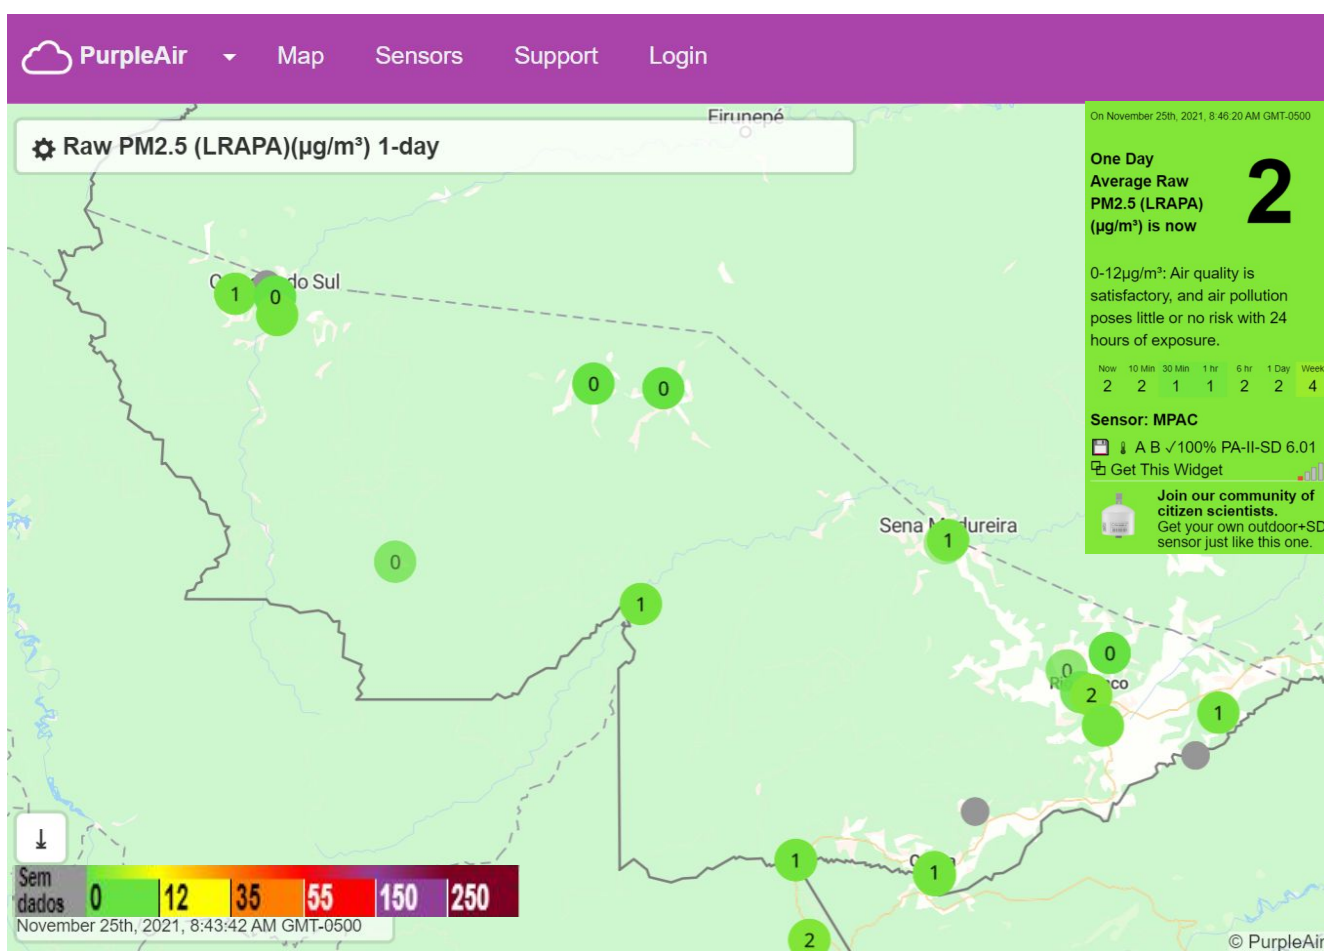 PurpleAir Map Sensors Support Login
Eirunepé
Raw PM2.5 (LRAPA)(µg/m³) 1-day
On November 25th, 2021, 8:46:20 AM GMT-0500
One Day
Average Raw
PM2.5 (LRAPA)
(µg/m³) is now
2
0-12µg/m³: Air quality is
satisfactory, and air pollution
poses little or no risk with 24
hours of exposure.
Now 10 Min 30 Min 1 hr 6 hr 1 Day Week
2 2 1 1 2 2 4
Sensor: MPAC
A B ✓100% PA-II-SD 6.01
Get This Widget
Join our community of
citizen scientists.
Get your own outdoor+SD
sensor just like this one.
do Sul
1 0
0 0
Sena Madureira
1
0
1
0
0
2
1
1
1
2
Sem
dados 0 12 35 55 150 250
November 25th, 2021, 8:43:42 AM GMT-0500
© PurpleAir